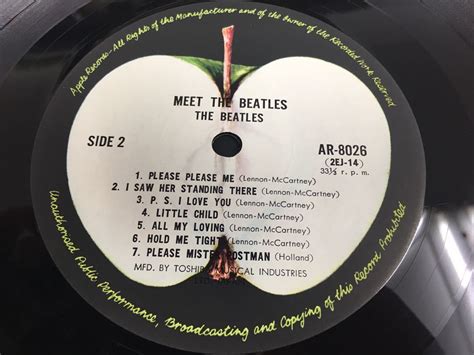 Apple Records - All Rights of the Manufacturer and of the Owner of the Recorded Work Reserved
MEET THE BEATLES
THE BEATLES
SIDE 2
AR-8026
(2EJ-14)
33⅓ r. p. m.
1. PLEASE PLEASE ME (Lennon-McCartney)
2. I SAW HER STANDING THERE (Lennon-McCartney)
3. P. S. I LOVE YOU (Lennon-McCartney)
4. LITTLE CHILD (Lennon-McCartney)
5. ALL MY LOVING (Lennon-McCartney)
6. HOLD ME TIGHT (Lennon-McCartney)
7. PLEASE MISTER POSTMAN (Holland)
MFD. BY TOSHIBA MUSICAL INDUSTRIES
Unauthorised Public Performance, Broadcasting and Copying of this Record Prohibited